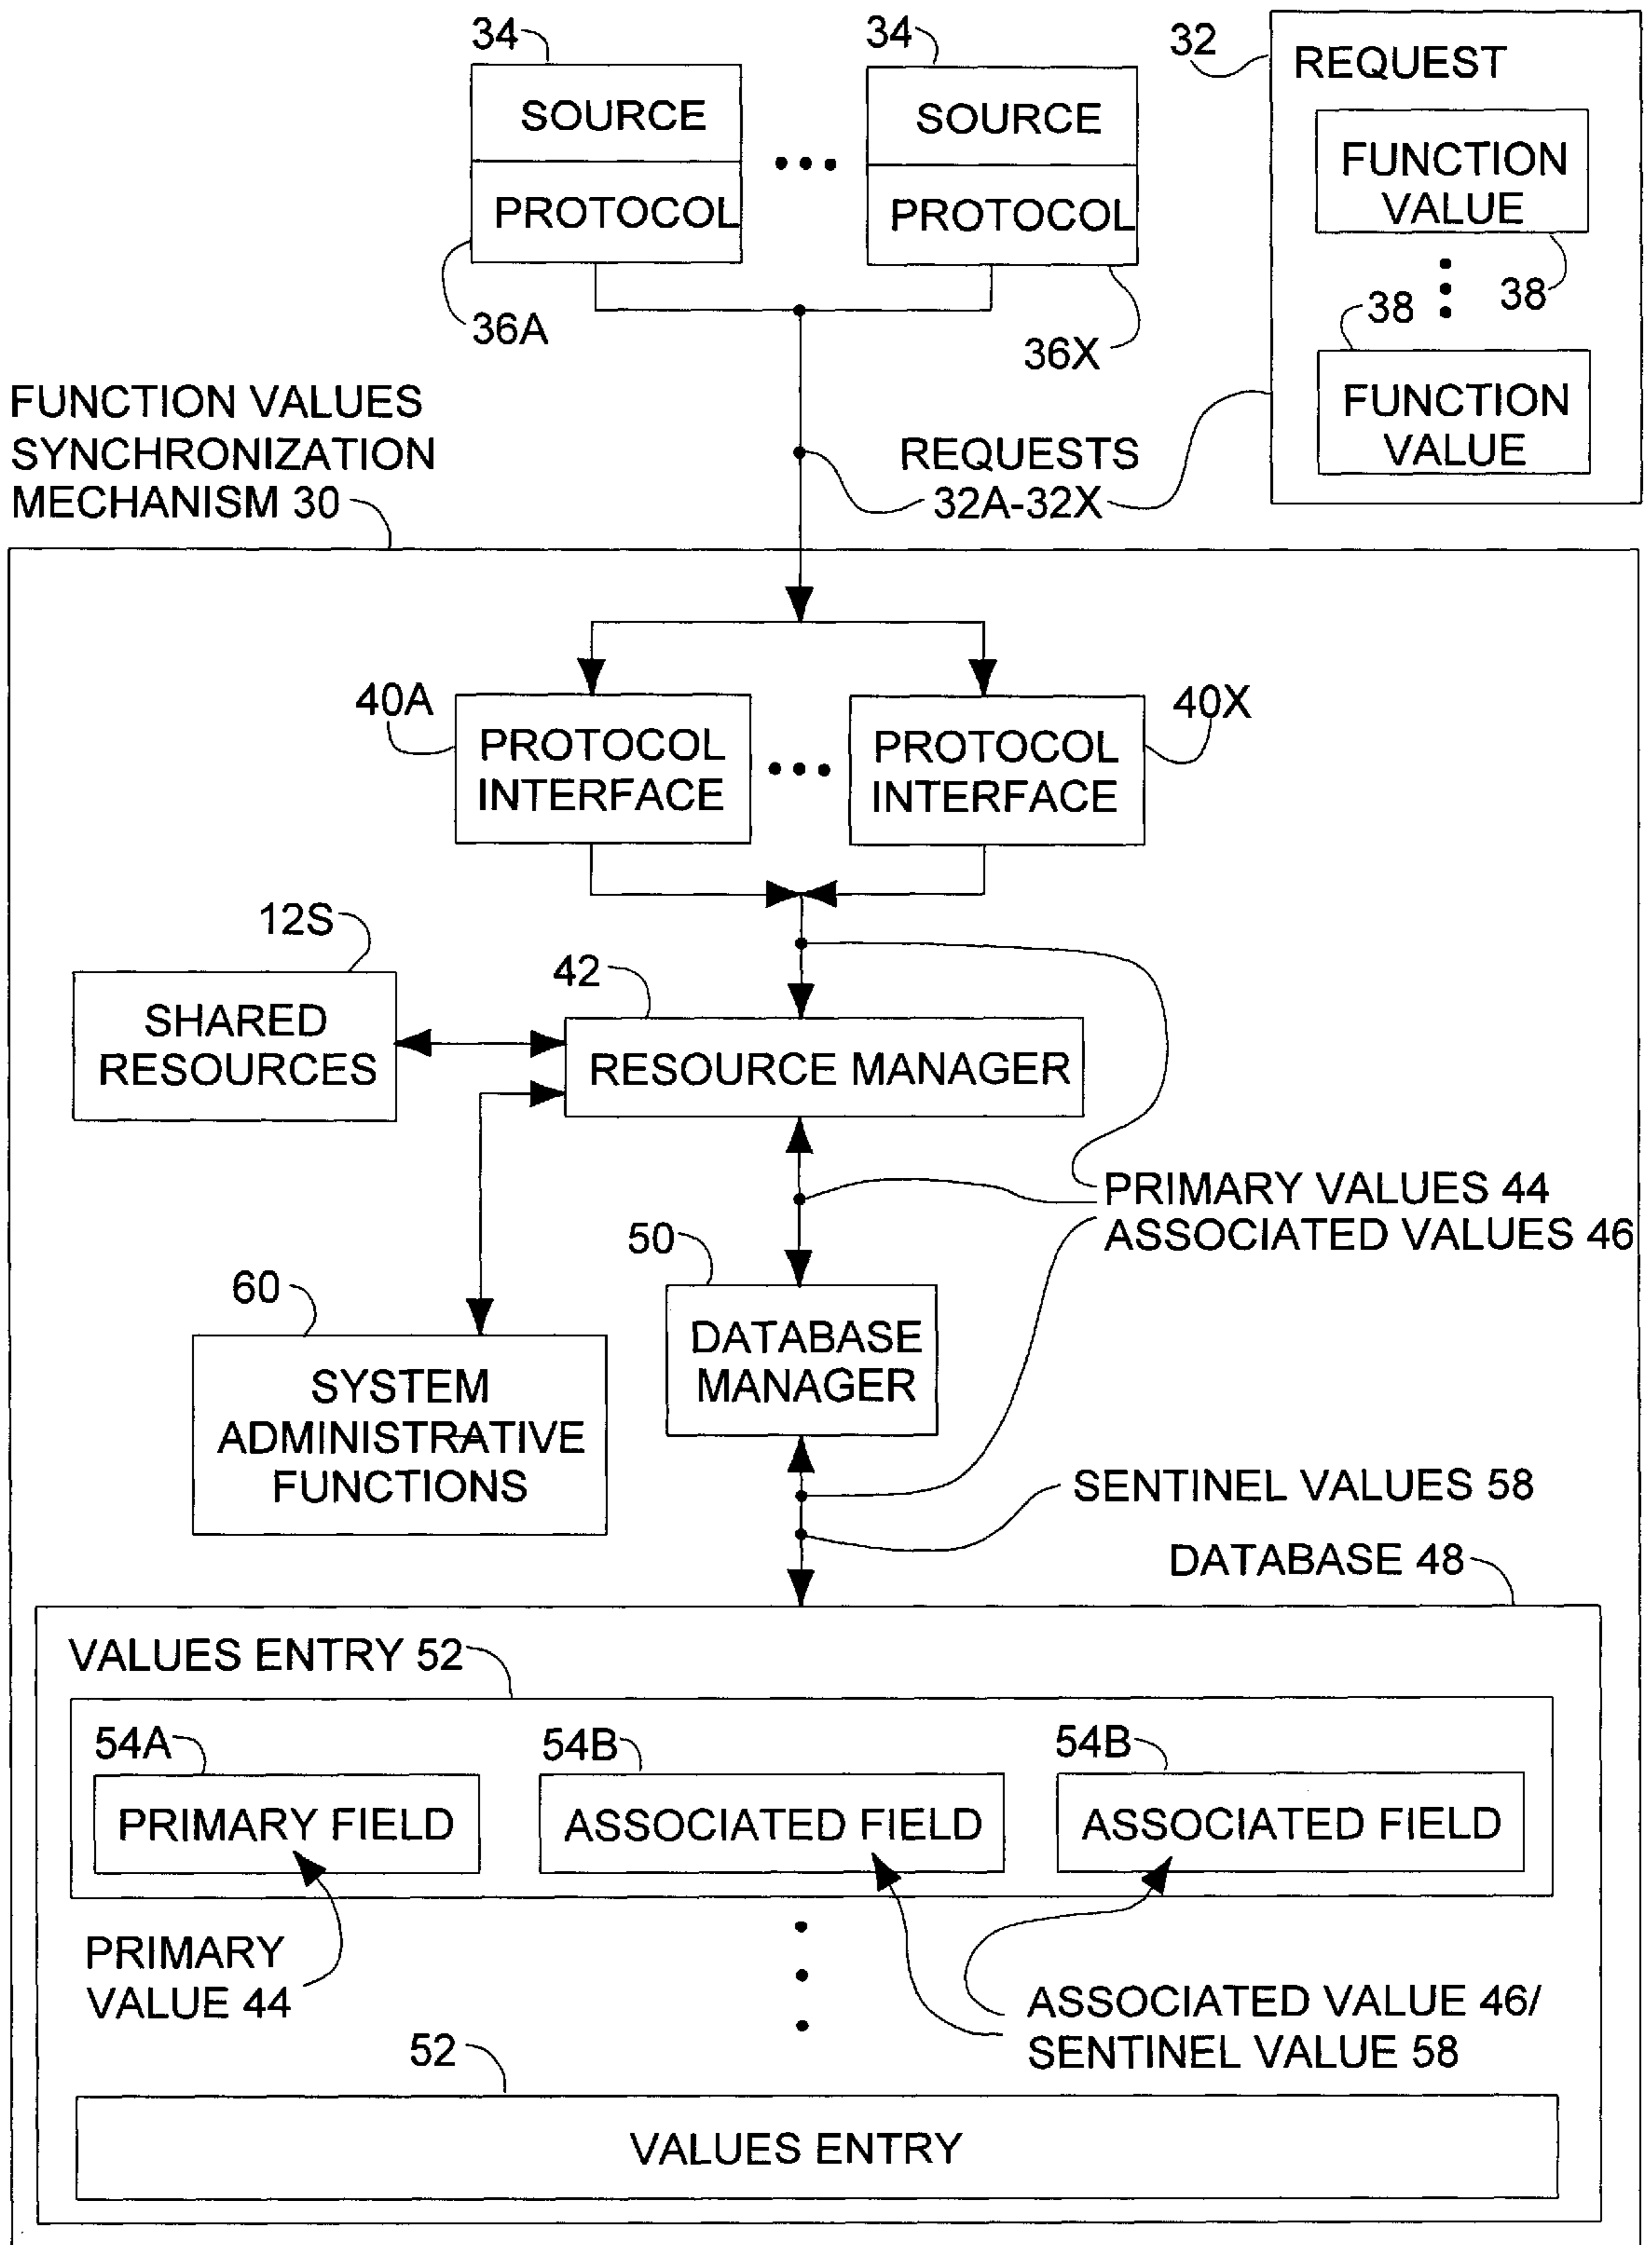 34
34
32
REQUEST
SOURCE
SOURCE
FUNCTION
VALUE
PROTOCOL
PROTOCOL
38
38
36A
36X
FUNCTION
VALUE
FUNCTION VALUES
SYNCHRONIZATION
MECHANISM 30
REQUESTS
32A-32X
40A
40X
PROTOCOL
INTERFACE
PROTOCOL
INTERFACE
12S
42
SHARED
RESOURCES
RESOURCE MANAGER
PRIMARY VALUES 44
ASSOCIATED VALUES 46
50
60
DATABASE
MANAGER
SYSTEM
ADMINISTRATIVE
FUNCTIONS
SENTINEL VALUES 58
DATABASE 48
VALUES ENTRY 52
54A
54B
54B
PRIMARY FIELD
ASSOCIATED FIELD
ASSOCIATED FIELD
PRIMARY
VALUE 44
ASSOCIATED VALUE 46/
SENTINEL VALUE 58
52
VALUES ENTRY